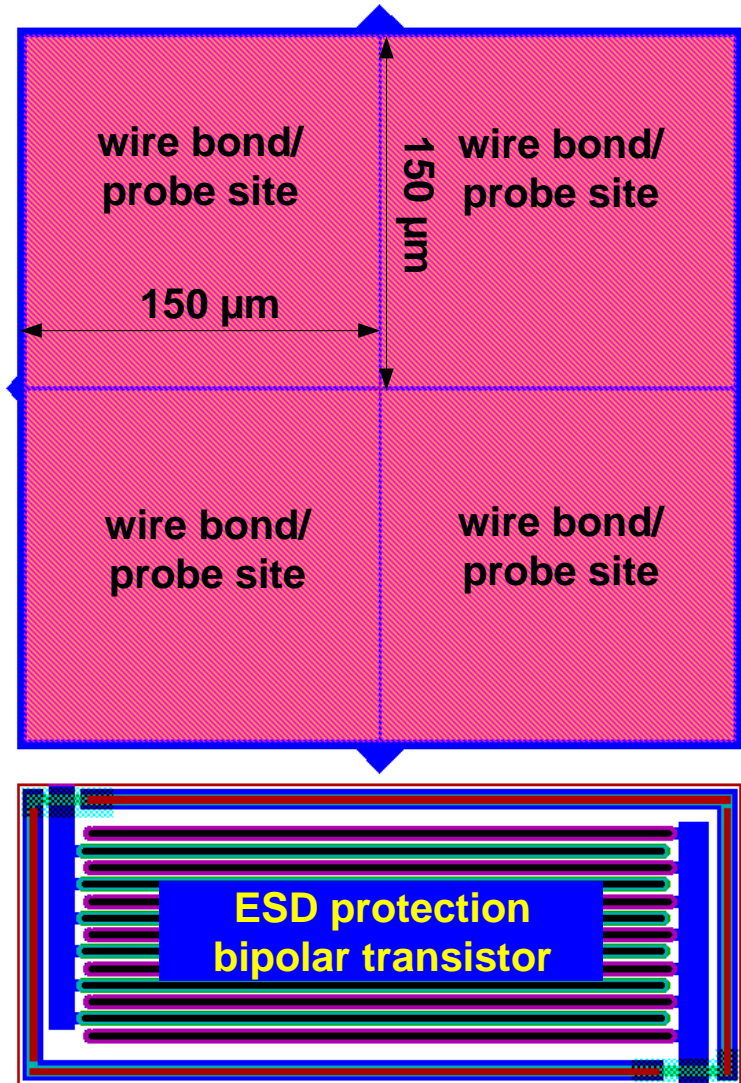 wire bond/
probe site
wire bond/
probe site
150 µm
150 µm
wire bond/
probe site
wire bond/
probe site
ESD protection
bipolar transistor